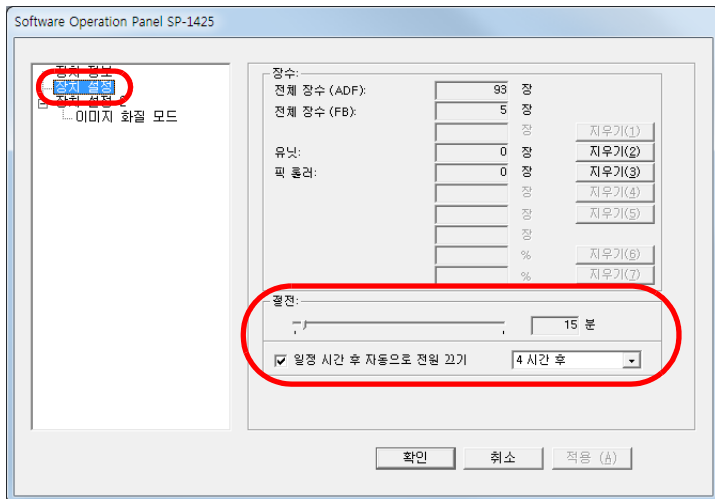 Software Operation Panel SP-1425
장치 정보
장치 설정
장치 설정 2
이미지 화질 모드
장수:
전체 장수 (ADF): 93 장
전체 장수 (FB): 5 장
장 지우기(1)
유닛: 0 장 지우기(2)
픽 롤러: 0 장 지우기(3)
장 지우기(4)
장 지우기(5)
장
% 지우기(6)
% 지우기(7)
절전:
15 분
일정 시간 후 자동으로 전원 끄기 4 시간 후
확인 취소 적용 (A)